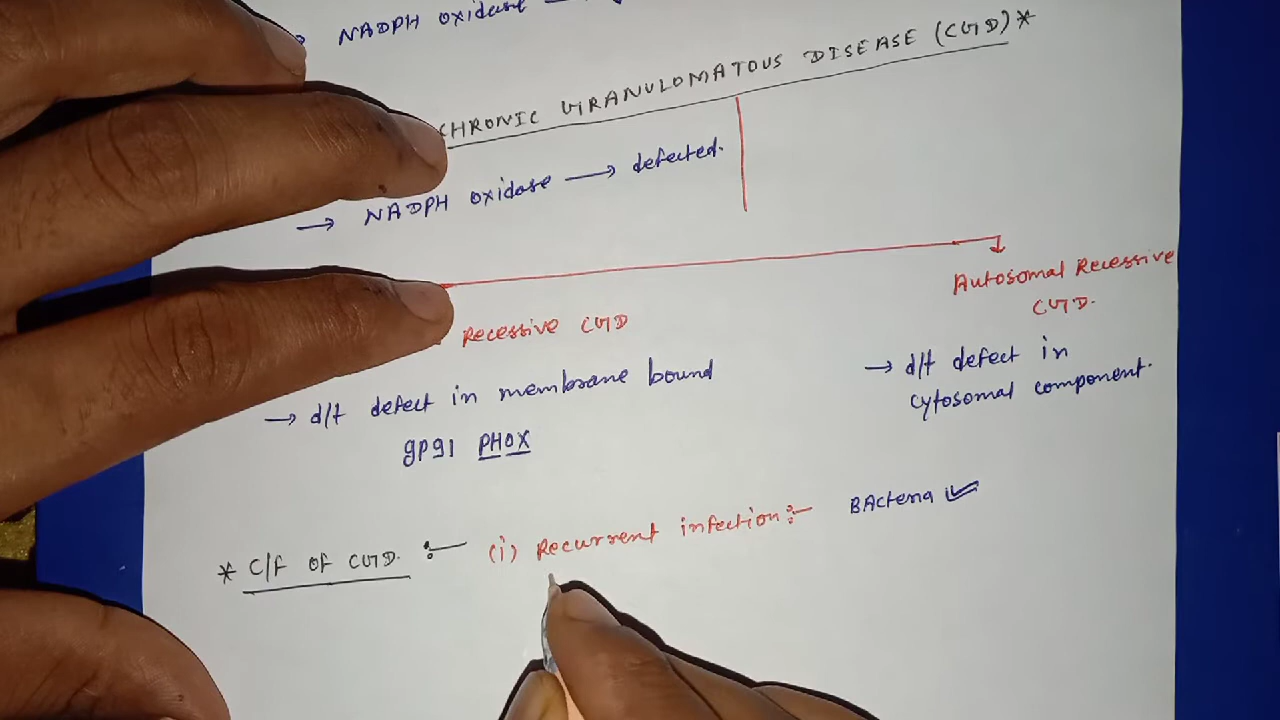 NADPH oxidase
CHRONIC GRANULOMATOUS DISEASE (CGD)*
→ NADPH oxidase → defected.
Recessive CGD
Autosomal Recessive
CGD.
→ d/t defect in membrane bound
gp91 PHOX
→ d/t defect in
cytosomal component.
* C/F OF CGD. :— (i) Recurrent infection :— BActeria ✓